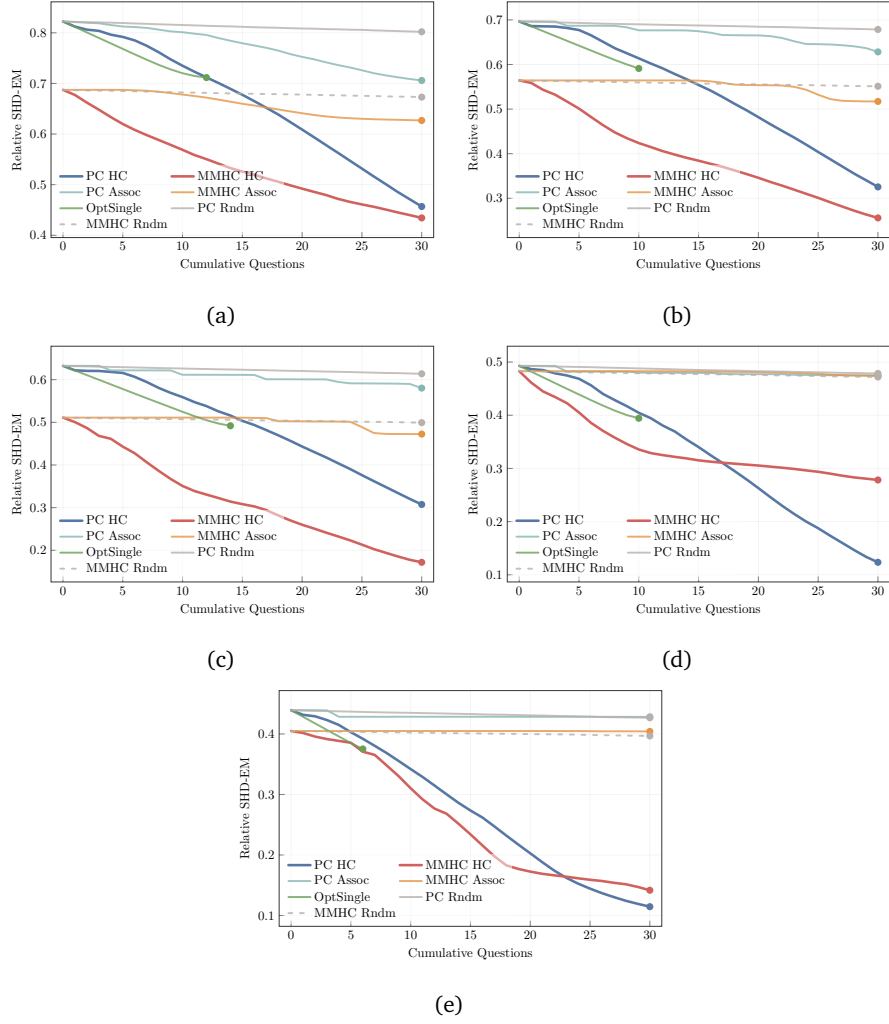 0.8
0.7
0.6
0.5
0.4
Relative SHD-EM
PC HC
MMHC HC
PC Assoc
MMHC Assoc
OptSingle
PC Rndm
MMHC Rndm
0 5 10 15 20 25 30
Cumulative Questions
(a)
0.7
0.6
0.5
0.4
0.3
Relative SHD-EM
PC HC
MMHC HC
PC Assoc
MMHC Assoc
OptSingle
PC Rndm
MMHC Rndm
0 5 10 15 20 25 30
Cumulative Questions
(b)
0.6
0.5
0.4
0.3
0.2
Relative SHD-EM
PC HC
MMHC HC
PC Assoc
MMHC Assoc
OptSingle
PC Rndm
MMHC Rndm
0 5 10 15 20 25 30
Cumulative Questions
(c)
0.5
0.4
0.3
0.2
0.1
Relative SHD-EM
PC HC
MMHC HC
PC Assoc
MMHC Assoc
OptSingle
PC Rndm
MMHC Rndm
0 5 10 15 20 25 30
Cumulative Questions
(d)
0.4
0.3
0.2
0.1
Relative SHD-EM
PC HC
MMHC HC
PC Assoc
MMHC Assoc
OptSingle
PC Rndm
MMHC Rndm
0 5 10 15 20 25 30
Cumulative Questions
(e)